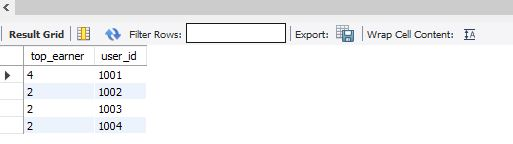 Result Grid Filter Rows: Export: Wrap Cell Content:
top_earner user_id
4 1001
2 1002
2 1003
2 1004